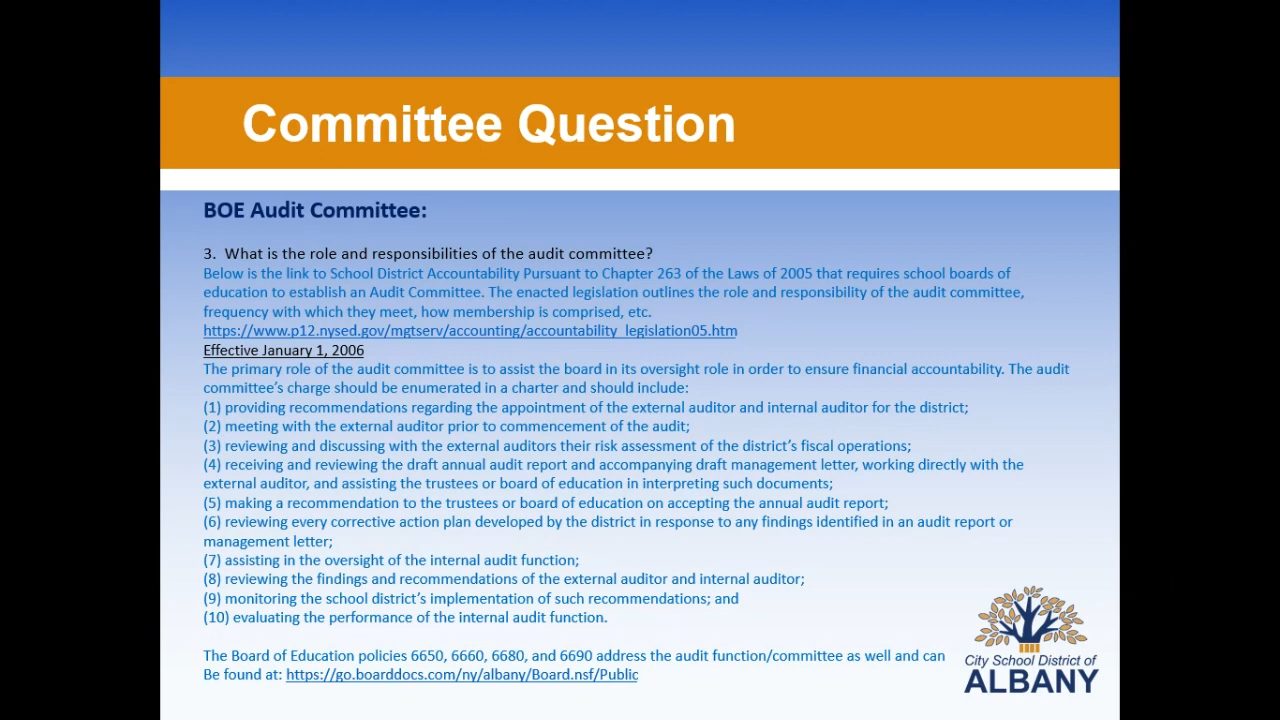 Committee Question
BOE Audit Committee:
3. What is the role and responsibilities of the audit committee?
Below is the link to School District Accountability Pursuant to Chapter 263 of the Laws of 2005 that requires school boards of
education to establish an Audit Committee. The enacted legislation outlines the role and responsibility of the audit committee,
frequency with which they meet, how membership is comprised, etc.
https://www.p12.nysed.gov/mgtserv/accounting/accountability_legislation05.htm
Effective January 1, 2006
The primary role of the audit committee is to assist the board in its oversight role in order to ensure financial accountability. The audit
committee's charge should be enumerated in a charter and should include:
(1) providing recommendations regarding the appointment of the external auditor and internal auditor for the district;
(2) meeting with the external auditor prior to commencement of the audit;
(3) reviewing and discussing with the external auditors their risk assessment of the district's fiscal operations;
(4) receiving and reviewing the draft annual audit report and accompanying draft management letter, working directly with the
external auditor, and assisting the trustees or board of education in interpreting such documents;
(5) making a recommendation to the trustees or board of education on accepting the annual audit report;
(6) reviewing every corrective action plan developed by the district in response to any findings identified in an audit report or
management letter;
(7) assisting in the oversight of the internal audit function;
(8) reviewing the findings and recommendations of the external auditor and internal auditor;
(9) monitoring the school district's implementation of such recommendations; and
(10) evaluating the performance of the internal audit function.
The Board of Education policies 6650, 6660, 6680, and 6690 address the audit function/committee as well and can
Be found at: https://go.boarddocs.com/ny/albany/Board.nsf/Public
City School District of
ALBANY